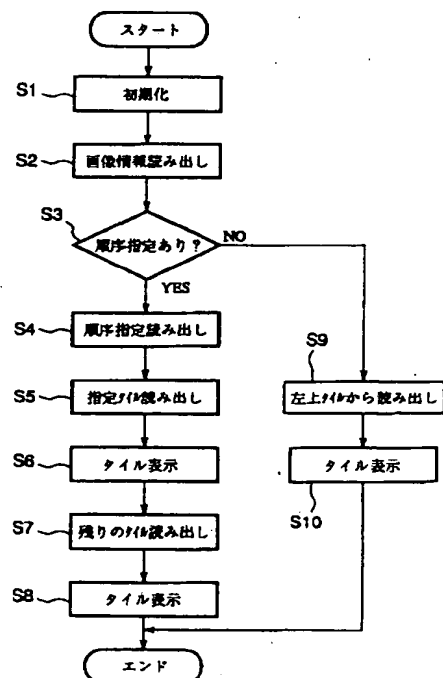 スタート
S1
初期化
S2
画像情報読み出し
S3
順序指定あり？
NO
YES
S4
順序指定読み出し
S5
指定タイル読み出し
S6
タイル表示
S7
残りのタイル読み出し
S8
タイル表示
S9
左上タイルから読み出し
タイル表示
S10
エンド